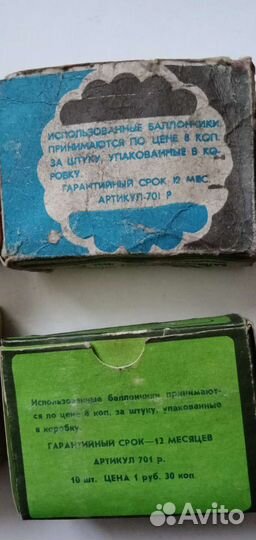 ИСПОЛЬЗОВАННЫЕ БАЛЛОНЧИКИ
ПРИНИМАЮТСЯ ПО ЦЕНЕ 8 КОП.
ЗА ШТУКУ, УПАКОВАННЫЕ В КО-
РОБКУ.
ГАРАНТИЙНЫЙ СРОК 12 МЕС.
АРТИКУЛ-701 Р
Использованные баллончики принимают-
ся по цене 8 коп. за штуку, упакованные
в коробку.
ГАРАНТИЙНЫЙ СРОК—12 МЕСЯЦЕВ
АРТИКУЛ 701 р.
10 шт. ЦЕНА 1 руб. 30 коп.
Avito